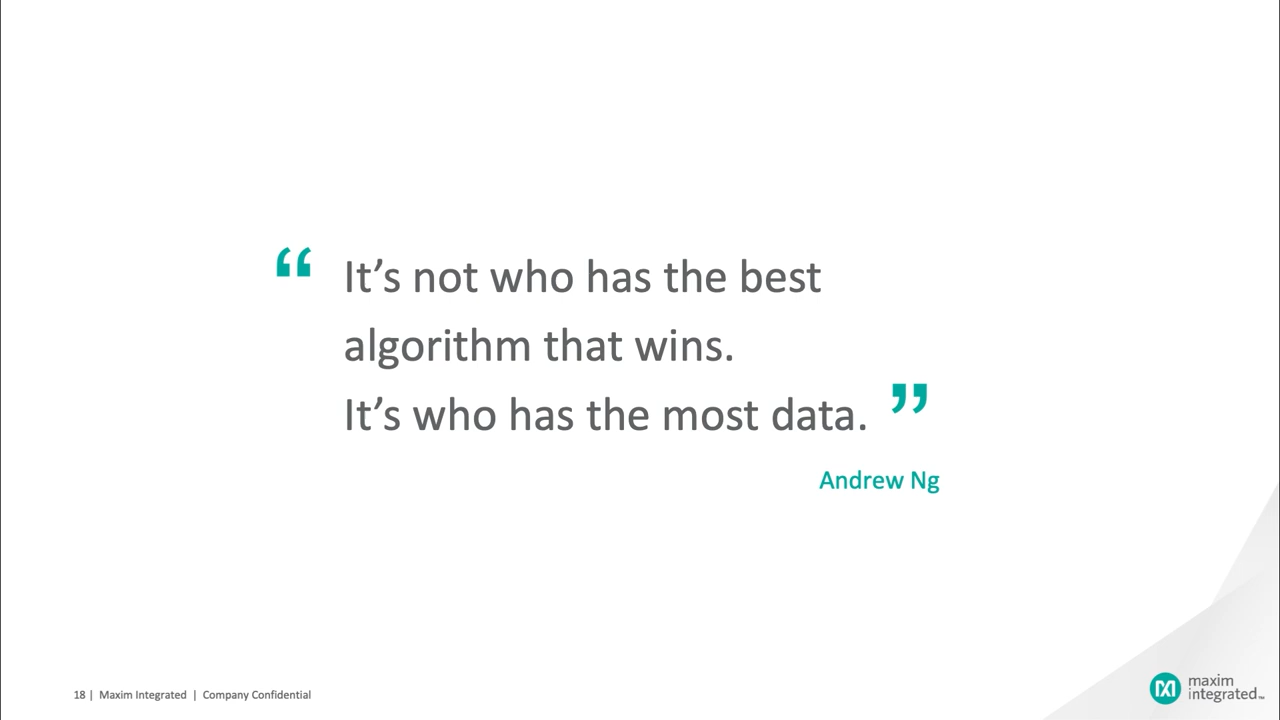 “ It’s not who has the best
algorithm that wins.
It’s who has the most data. ”
Andrew Ng
18 | Maxim Integrated | Company Confidential
maxim
integrated™